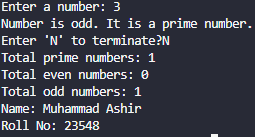 Enter a number: 3
Number is odd. It is a prime number.
Enter 'N' to terminate?N
Total prime numbers: 1
Total even numbers: 0
Total odd numbers: 1
Name: Muhammad Ashir
Roll No: 23548